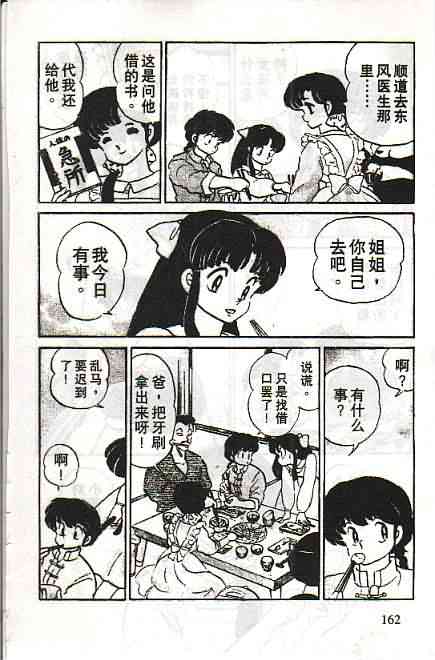 顺道去东
风医生那
里……
这是问他
借的书。
代我还
给他。
人体の
急所
姐姐，
你自己
去吧。
我今日
有事。
啊？
有什么
事？
说谎。
只是找借
口罢了！
爸，把牙刷
拿出来呀！
乱马，
要迟到
了！
啊！
162